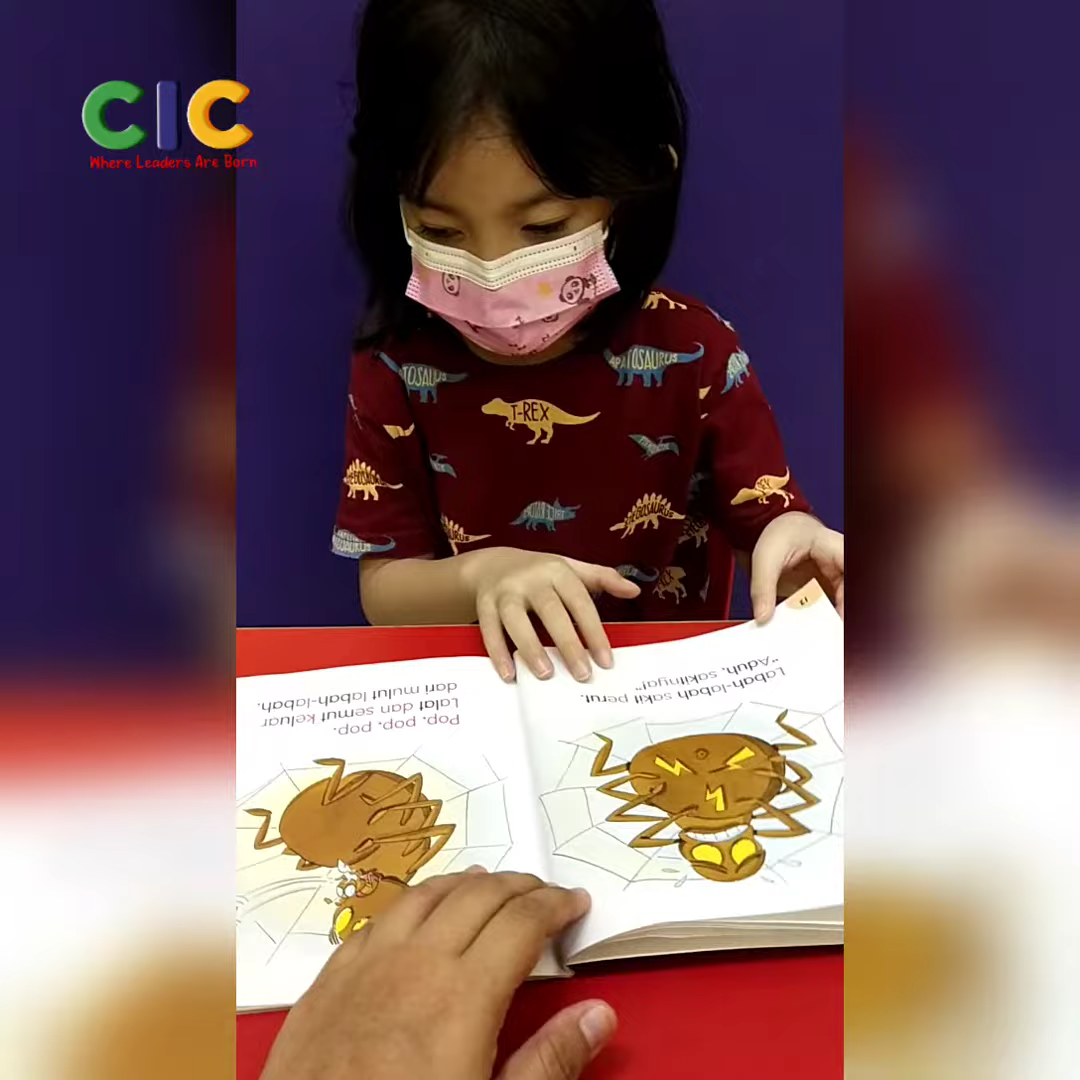 CIC
Where Leaders Are Born
APATOSAURUS
T-REX
Labah-labah sakit perut.
"Aduh, sakitnya!"
Pop, pop, pop.
Lalat dan semut keluar
dari mulut labah-labah.